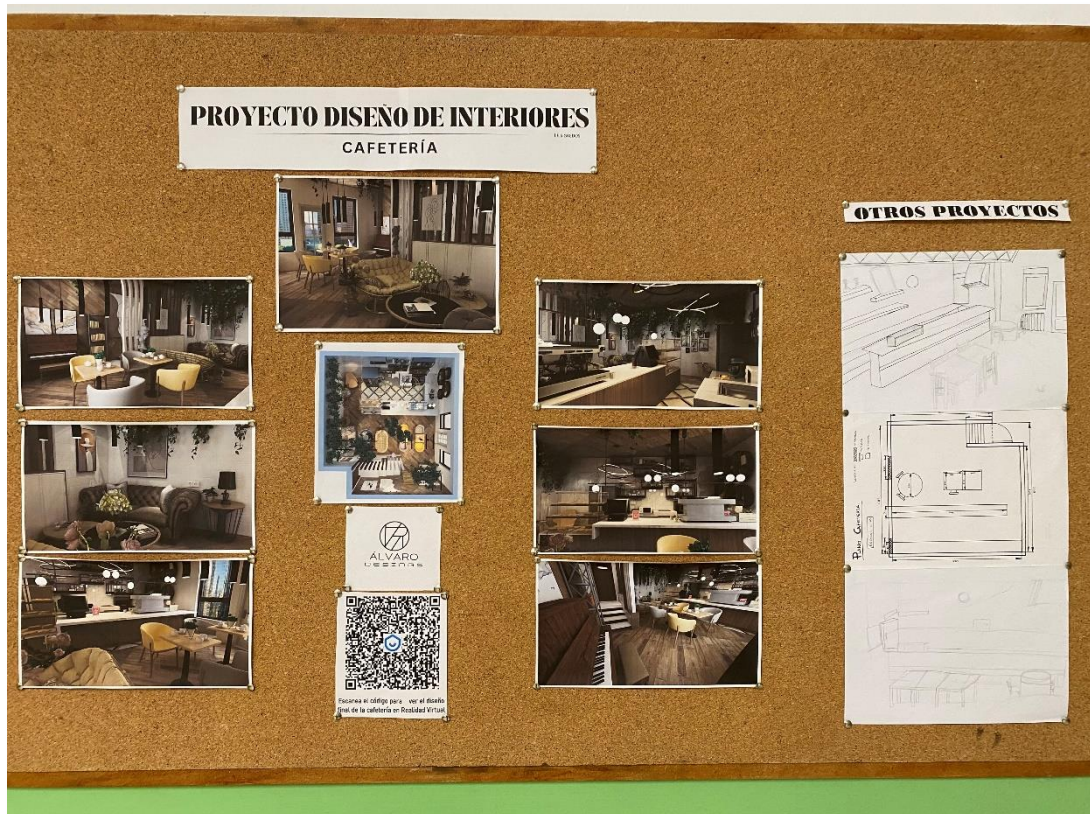 PROYECTO DISEÑO DE INTERIORES
CAFETERÍA
OTROS PROYECTOS
ÁLVARO
Escanea el código para ver el diseño
final de la cafetería en Realidad Virtual